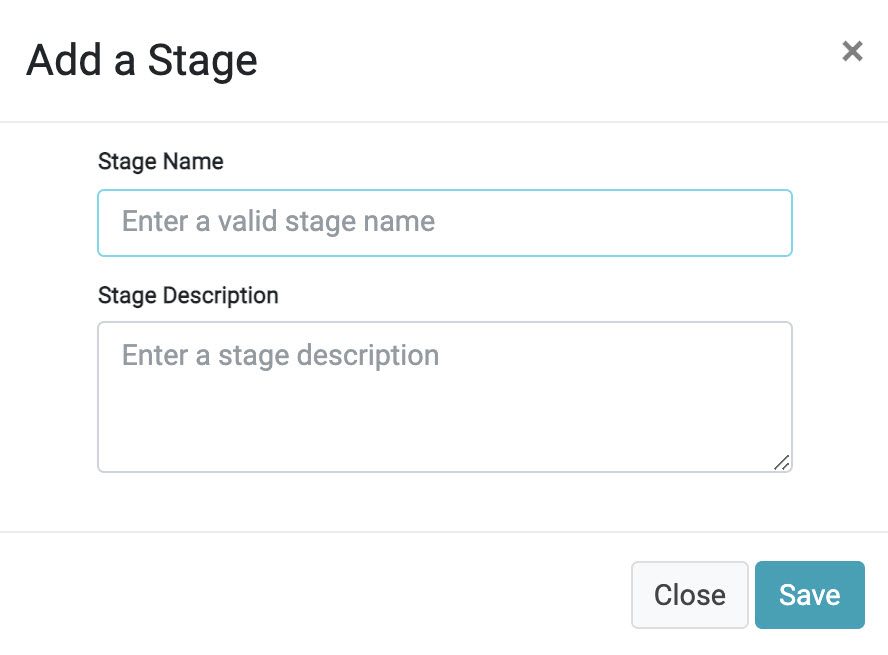 Add a Stage
Stage Name
Enter a valid stage name
Stage Description
Enter a stage description
Close
Save